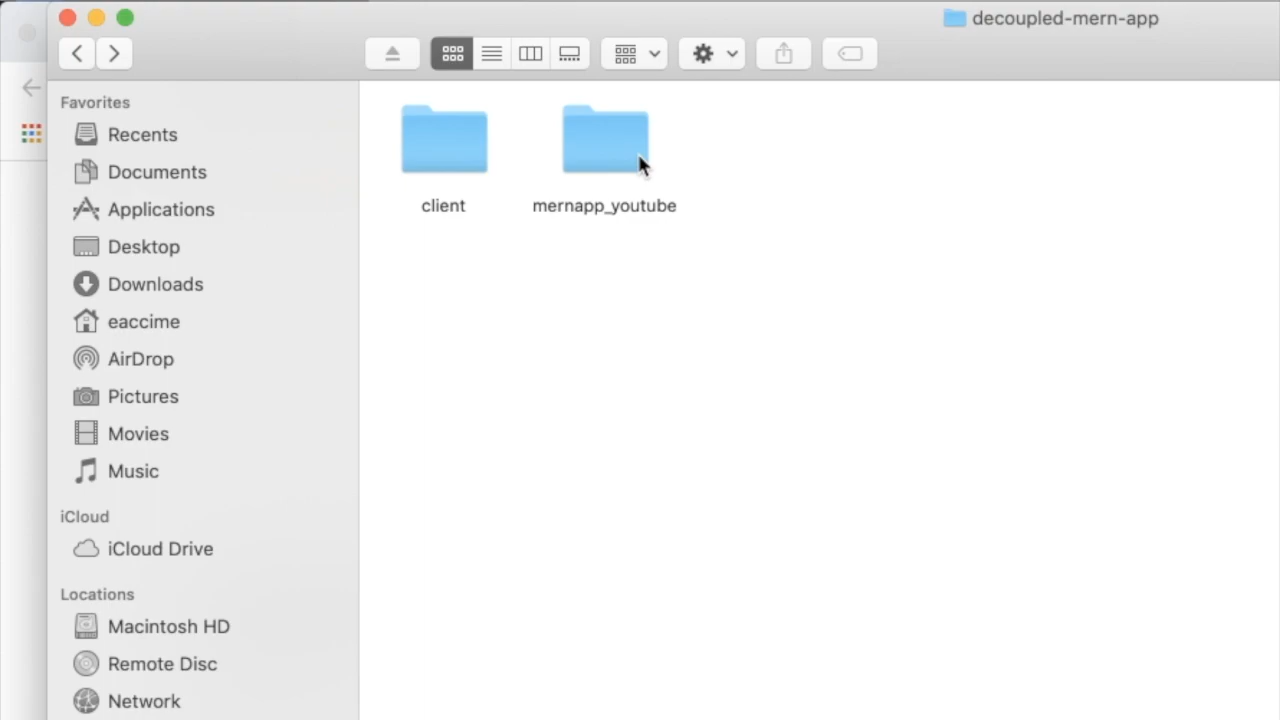 decoupled-mern-app
Favorites
Recents
Documents
Applications
Desktop
Downloads
eaccime
AirDrop
Pictures
Movies
Music
iCloud
iCloud Drive
Locations
Macintosh HD
Remote Disc
Network
client
mernapp_youtube